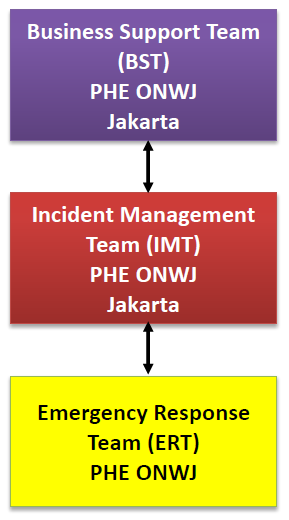 Business Support Team
(BST)
PHE ONWJ
Jakarta
Incident Management
Team (IMT)
PHE ONWJ
Jakarta
Emergency Response
Team (ERT)
PHE ONWJ